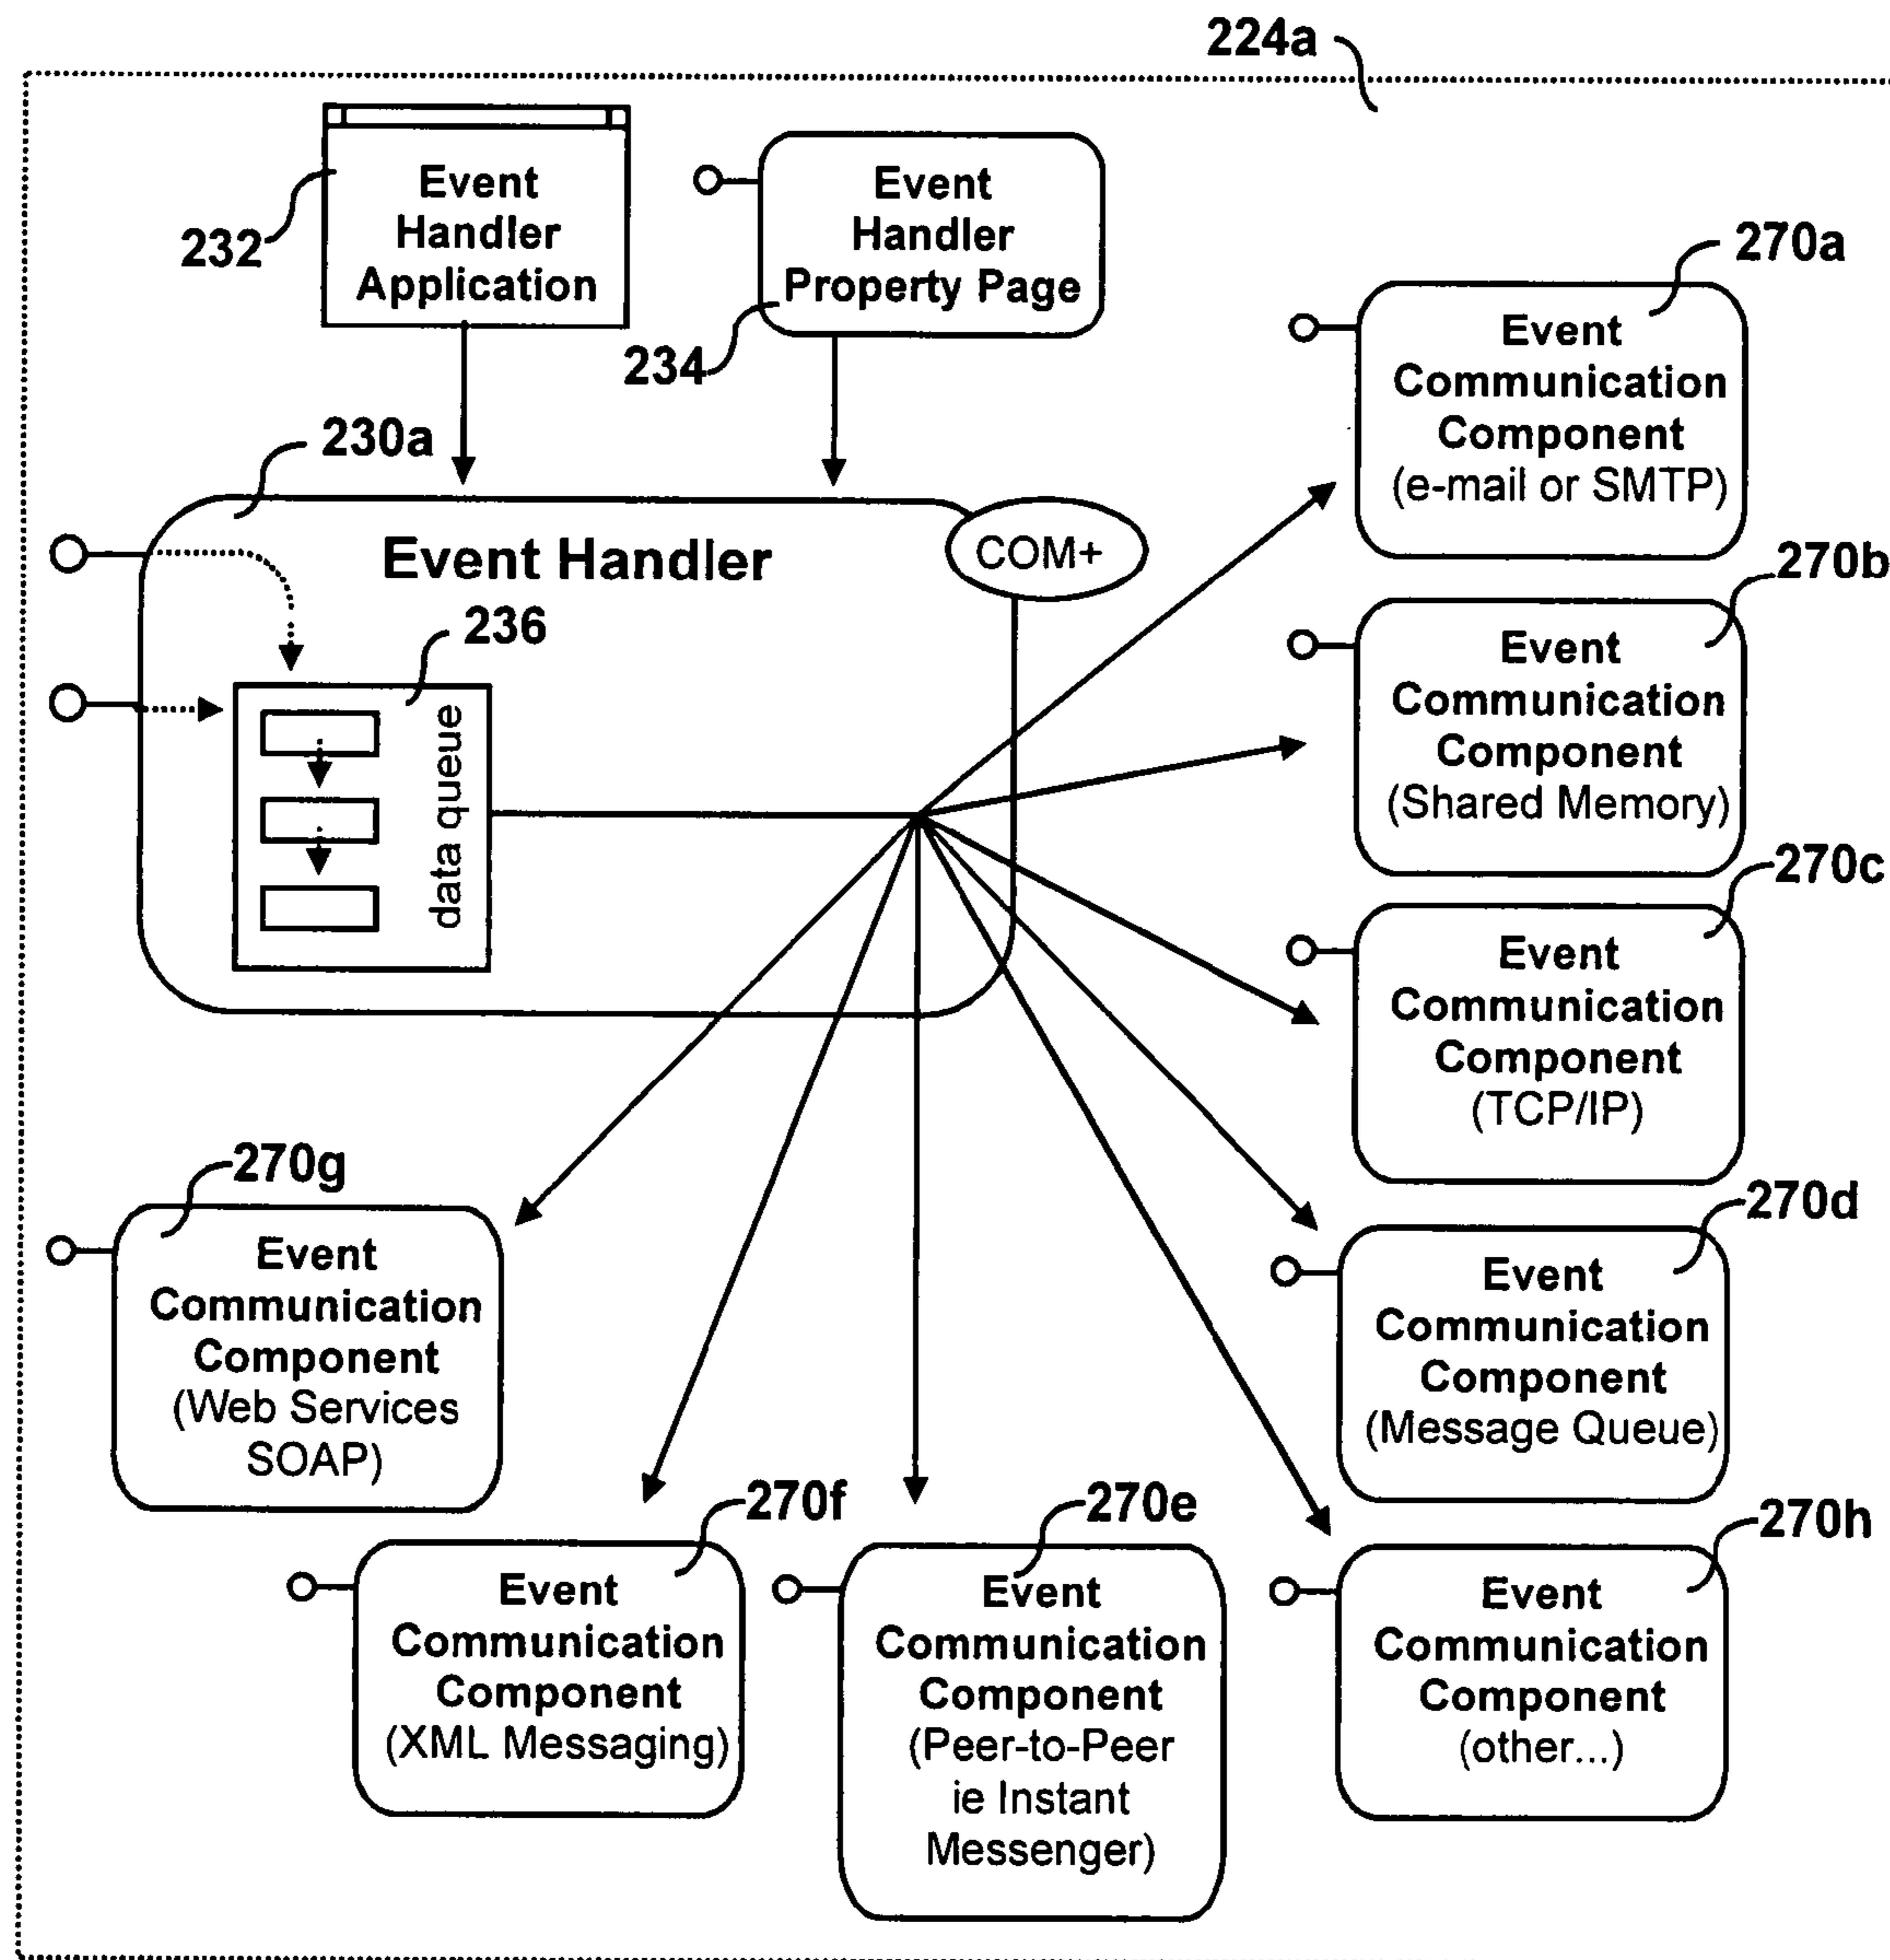 224a
232
Event
Handler
Application
234
Event
Handler
Property Page
230a
Event Handler
COM+
236
data queue
270a
Event
Communication
Component
(e-mail or SMTP)
270b
Event
Communication
Component
(Shared Memory)
270c
Event
Communication
Component
(TCP/IP)
270d
Event
Communication
Component
(Message Queue)
270g
Event
Communication
Component
(Web Services
SOAP)
270f
Event
Communication
Component
(XML Messaging)
270e
Event
Communication
Component
(Peer-to-Peer
ie Instant
Messenger)
270h
Event
Communication
Component
(other...)